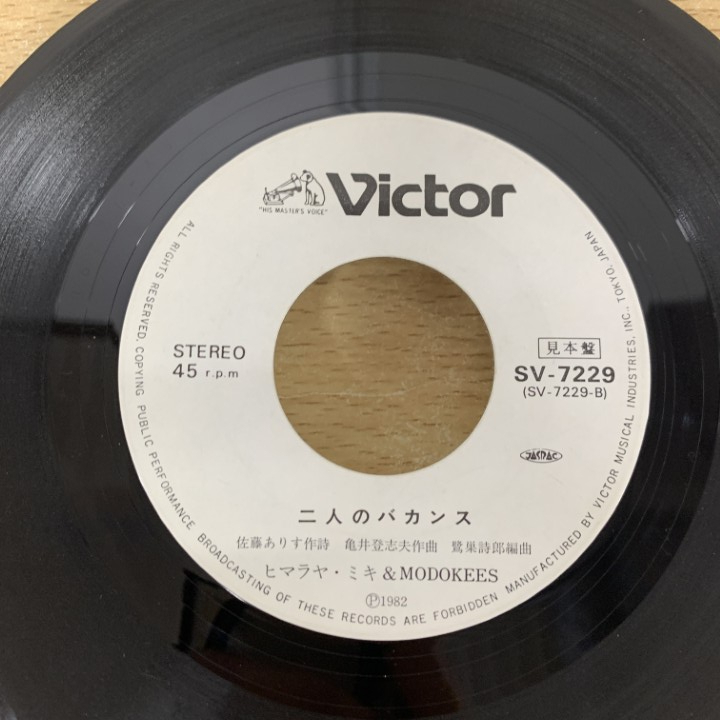 Victor
"HIS MASTER'S VOICE"
STEREO
45 r.p.m
見本盤
SV-7229
(SV-7229-B)
JASRAC
二人のバカンス
佐藤ありす作詩 亀井登志夫作曲 鷺巣詩郎編曲
ヒマラヤ・ミキ&MODOKEES
Ⓟ1982
ALL RIGHTS RESERVED, COPYING PUBLIC PERFORMANCE BROADCASTING OF THESE RECORDS ARE FORBIDDEN MANUFACTURED BY VICTOR MUSICAL INDUSTRIES, INC., TOKYO, JAPAN